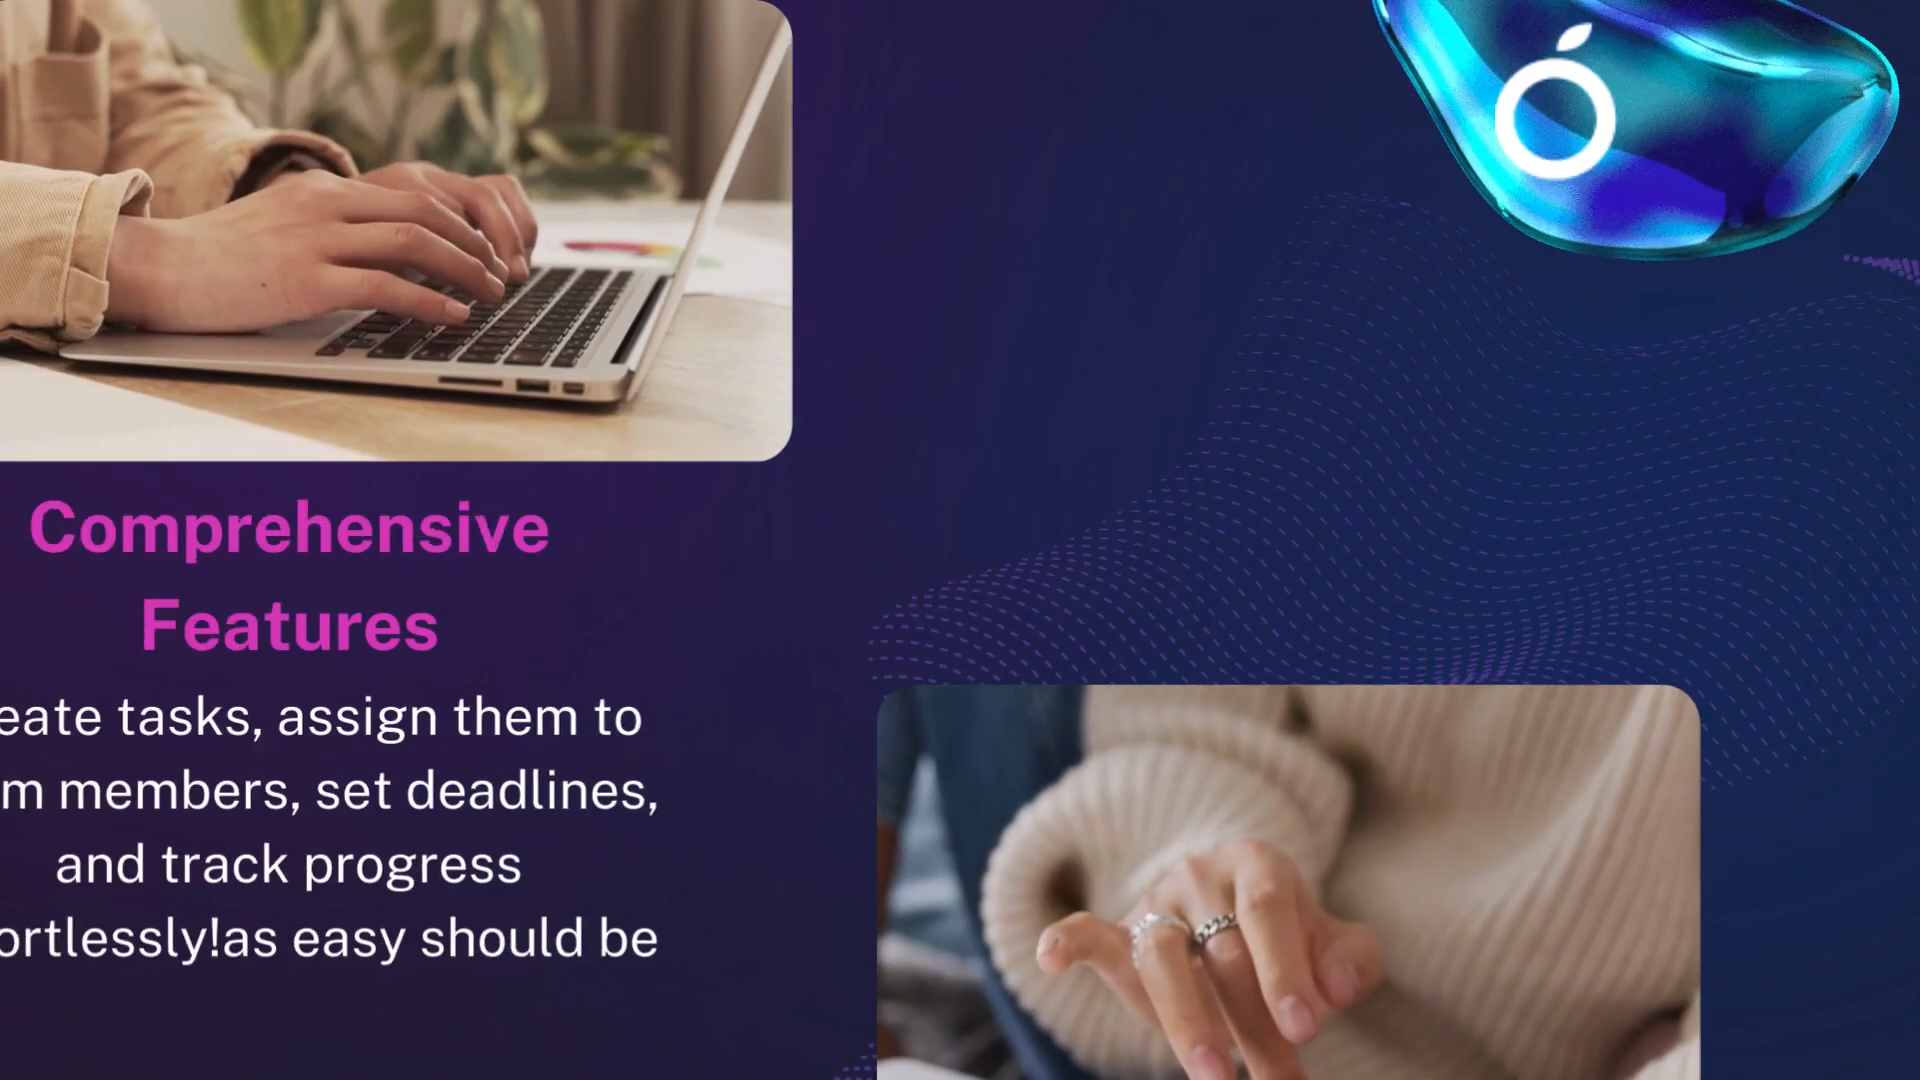 Comprehensive
Features
eate tasks, assign them to
m members, set deadlines,
and track progress
ortlessly!as easy should be